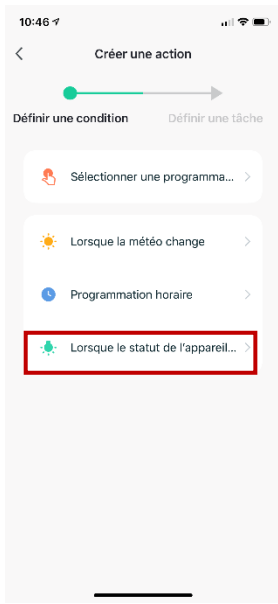 10:46
Créer une action
Définir une condition Définir une tâche
Sélectionner une programma...
Lorsque la météo change
Programmation horaire
Lorsque le statut de l'appareil...